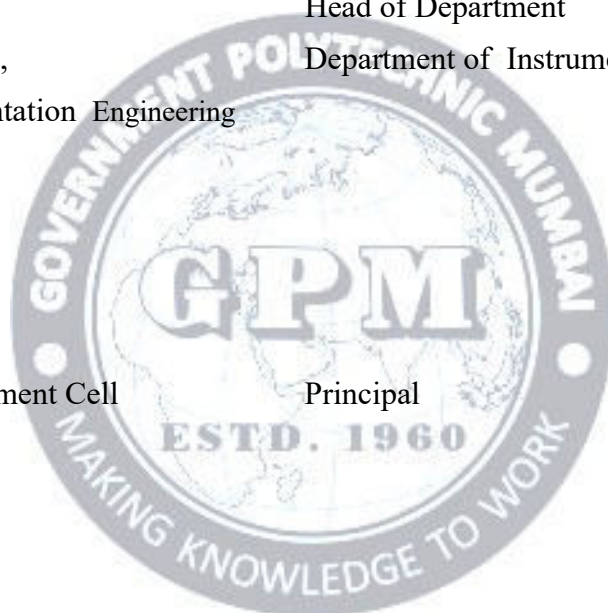 Head of Department
,
Department of Instrume
ntation Engineering
GOVERNMENT POLYTECHNIC MUMBAI
GPM
ment Cell
Principal
ESTD. 1960
MAKING KNOWLEDGE TO WORK